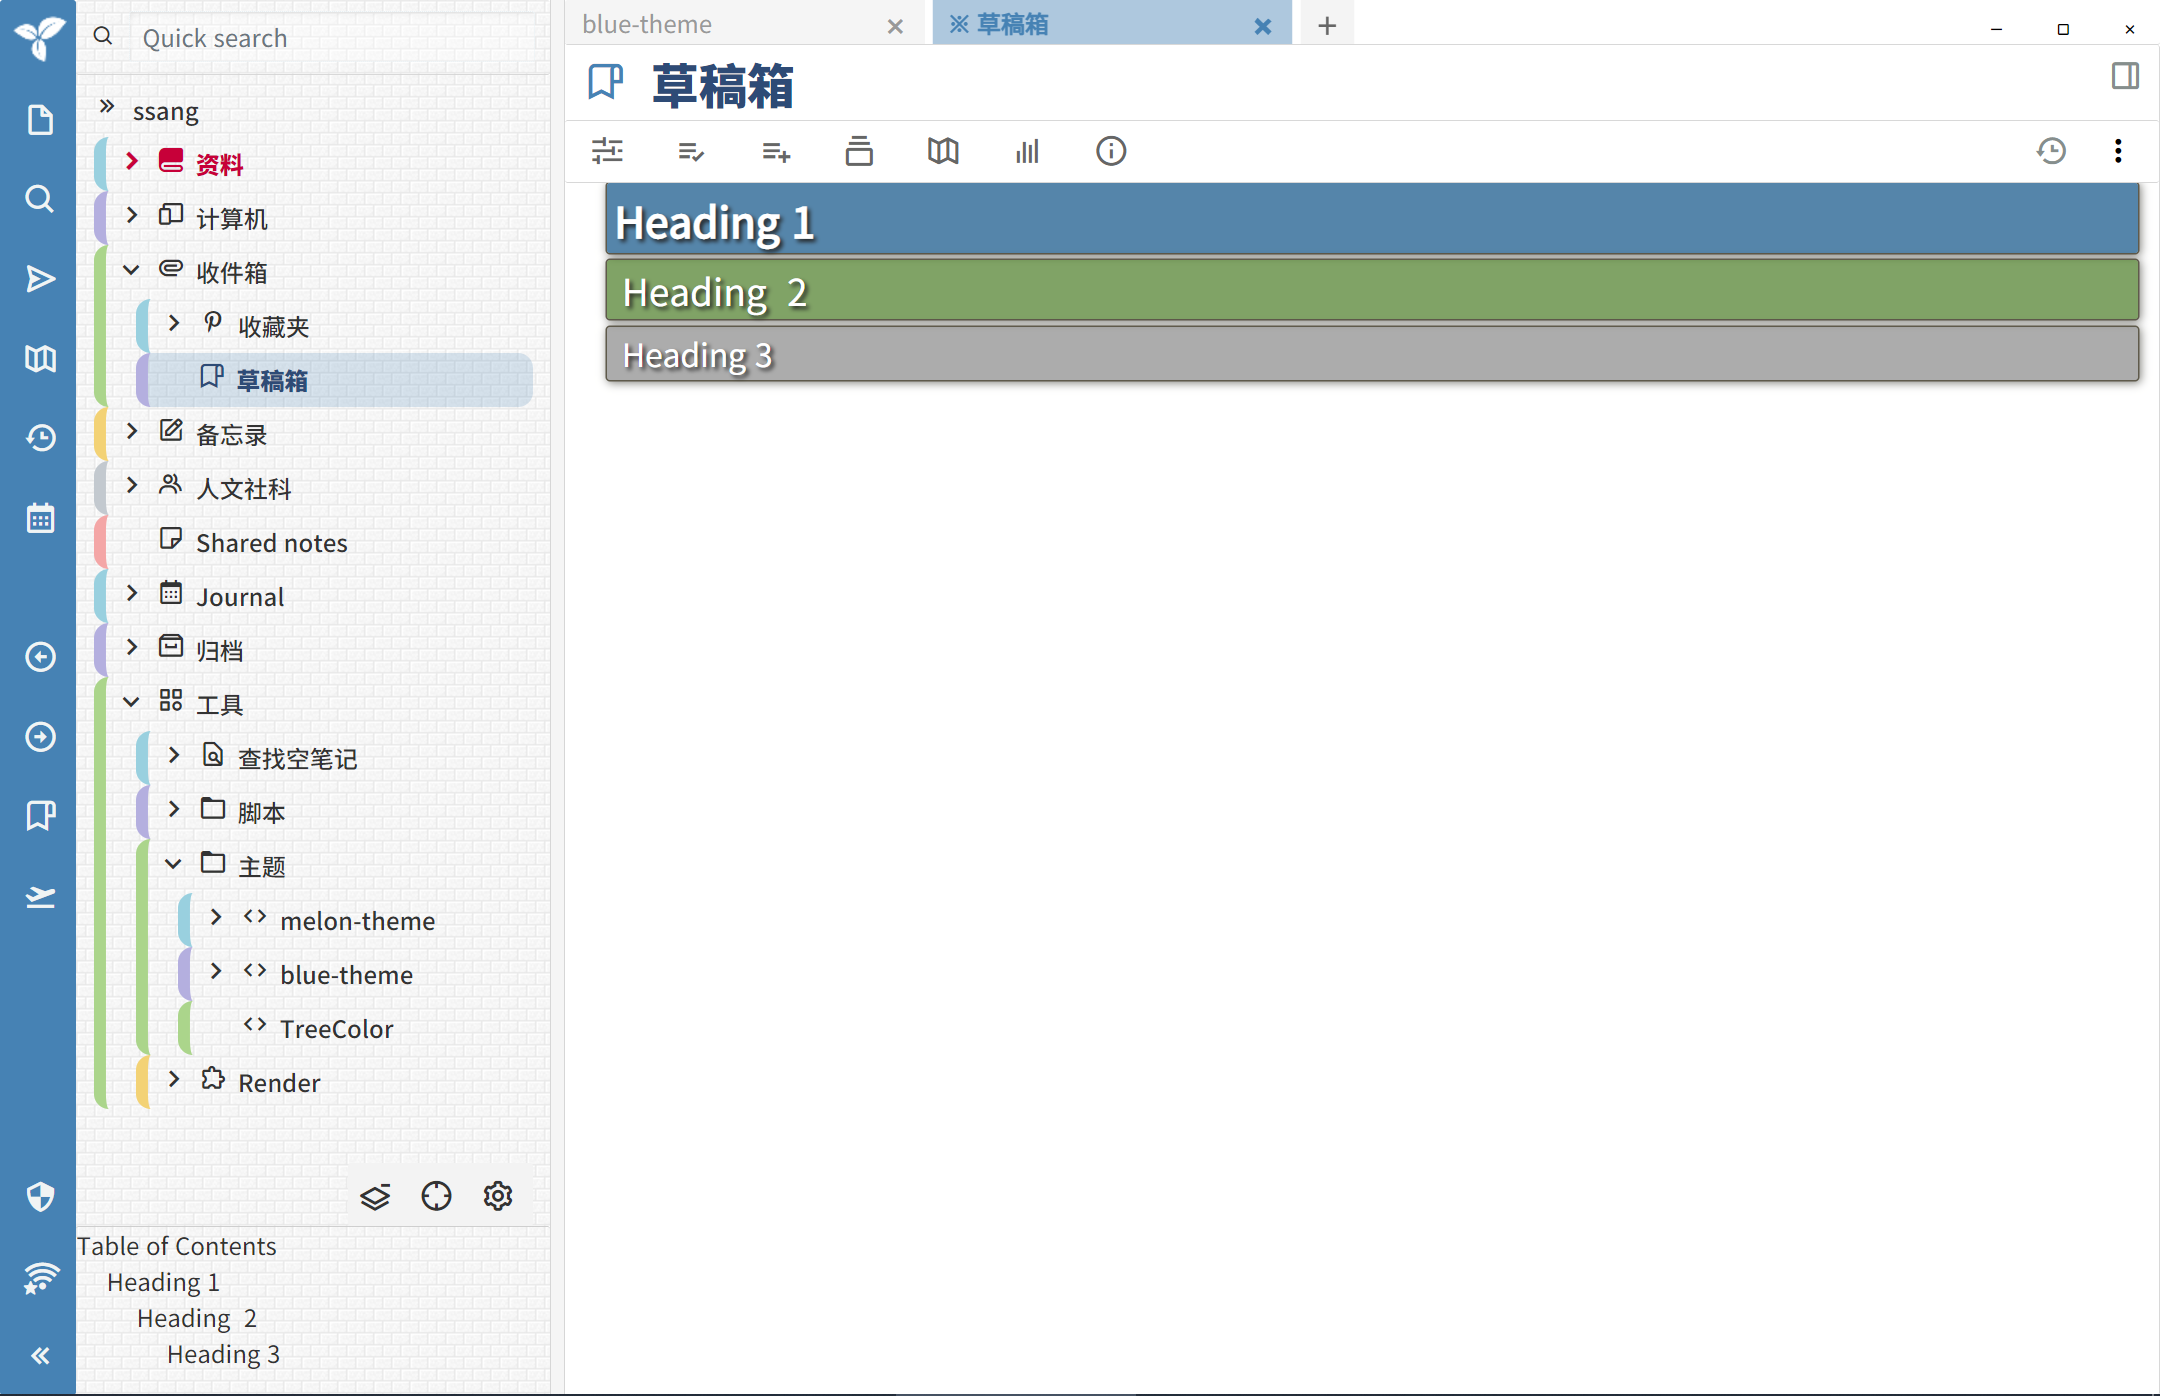 Quick search
ssang
资料
计算机
收件箱
收藏夹
草稿箱
备忘录
人文社科
Shared notes
Journal
归档
工具
查找空笔记
脚本
主题
melon-theme
blue-theme
TreeColor
Render
Table of Contents
Heading 1
Heading  2
Heading 3
blue-theme
※ 草稿箱
草稿箱
Heading 1
Heading  2
Heading 3